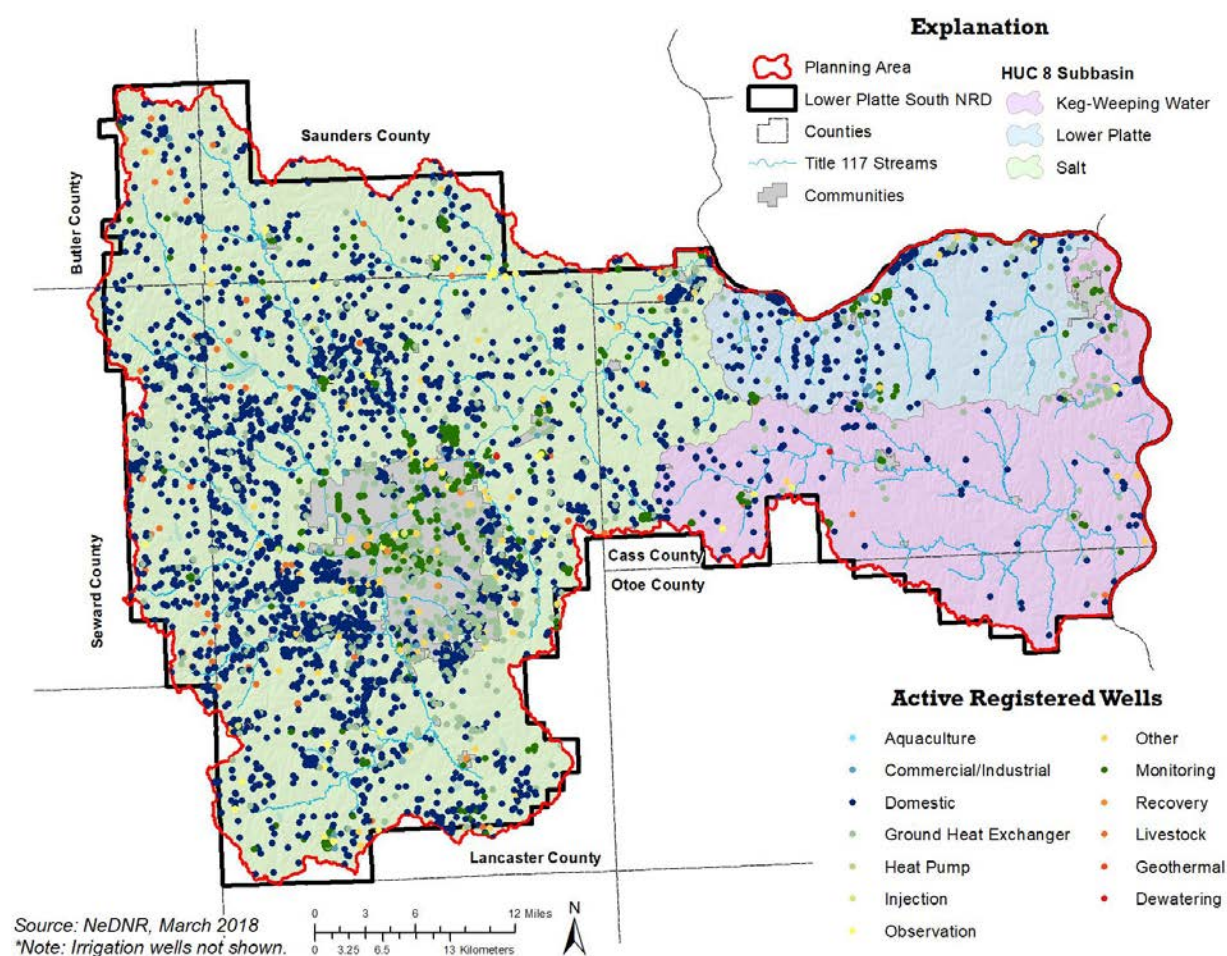 Explanation
Planning Area
Lower Platte South NRD
Counties
Title 117 Streams
Communities
HUC 8 Subbasin
Keg-Weeping Water
Lower Platte
Salt
Saunders County
Butler County
Seward County
Cass County
Otoe County
Lancaster County
Active Registered Wells
Aquaculture
Commercial/Industrial
Domestic
Ground Heat Exchanger
Heat Pump
Injection
Observation
Other
Monitoring
Recovery
Livestock
Geothermal
Dewatering
Source: NeDNR, March 2018
*Note: Irrigation wells not shown.
0 3 6 12 Miles
0 3.25 6.5 13 Kilometers
N